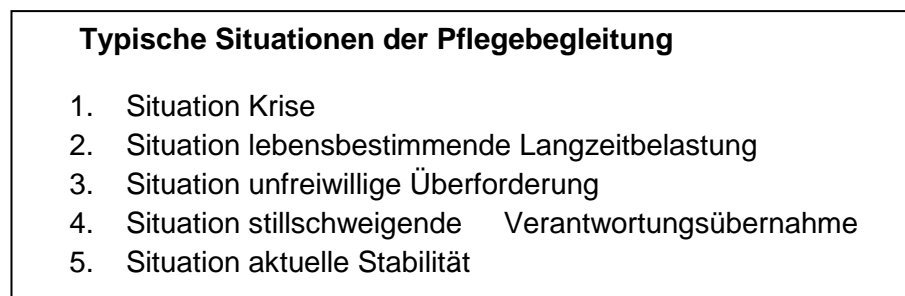 Typische Situationen der Pflegebegleitung
1. Situation Krise
2. Situation lebensbestimmende Langzeitbelastung
3. Situation unfreiwillige Überforderung
4. Situation stillschweigende Verantwortungsübernahme
5. Situation aktuelle Stabilität